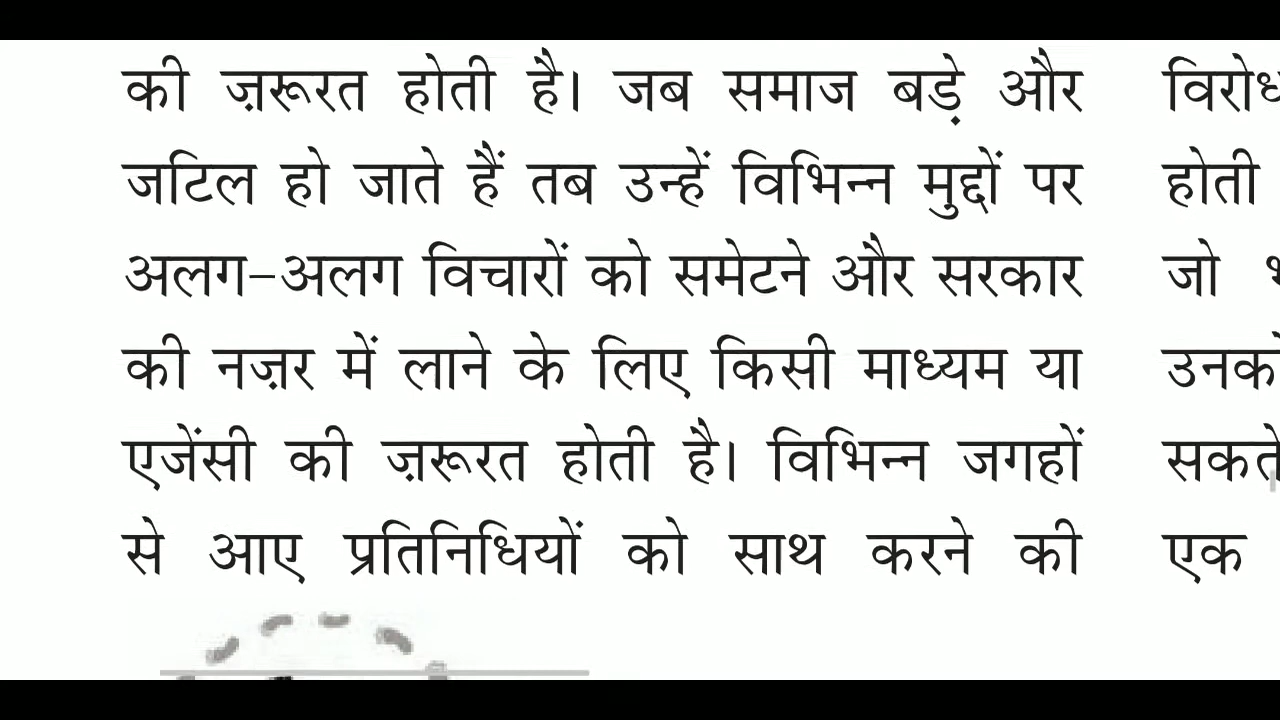 की ज़रूरत होती है। जब समाज बड़े और
जटिल हो जाते हैं तब उन्हें विभिन्न मुद्दों पर
अलग–अलग विचारों को समेटने और सरकार
की नज़र में लाने के लिए किसी माध्यम या
एजेंसी की ज़रूरत होती है। विभिन्न जगहों
से आए प्रतिनिधियों को साथ करने की
होती
जो
एक